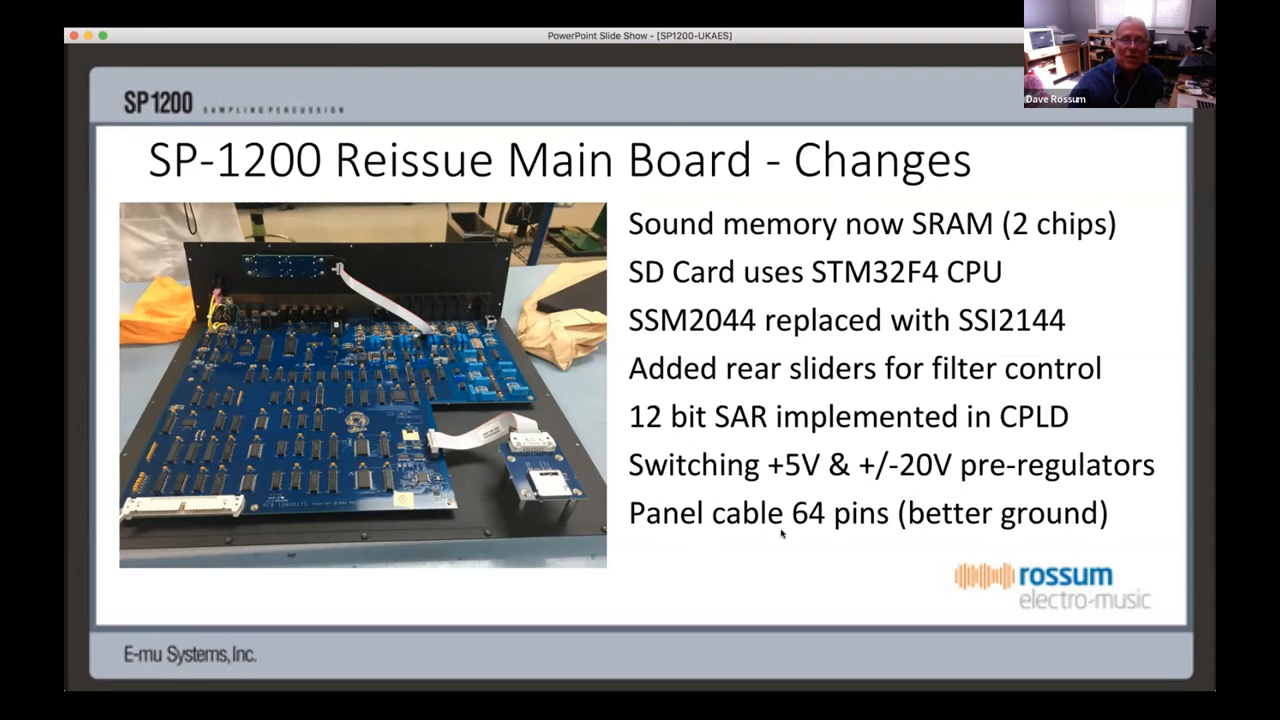 PowerPoint Slide Show - [SP1200-UKAES]
Dave Rossum
SP1200 SAMPLING PERCUSSION
SP-1200 Reissue Main Board - Changes
Sound memory now SRAM (2 chips)
SD Card uses STM32F4 CPU
SSM2044 replaced with SSI2144
Added rear sliders for filter control
12 bit SAR implemented in CPLD
Switching +5V & +/-20V pre-regulators
Panel cable 64 pins (better ground)
rossum
electro-music
E-mu Systems, Inc.